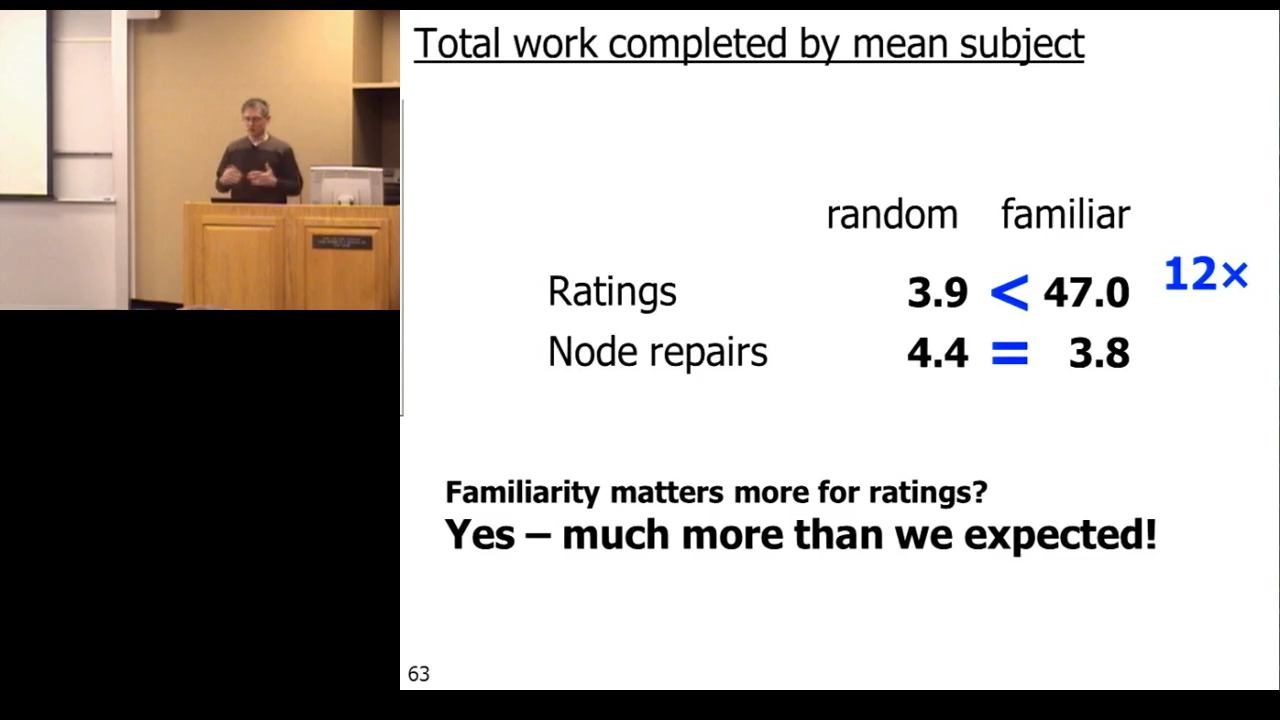 Total work completed by mean subject
random familiar
Ratings 3.9 < 47.0 12×
Node repairs 4.4 = 3.8
Familiarity matters more for ratings?
Yes – much more than we expected!
63